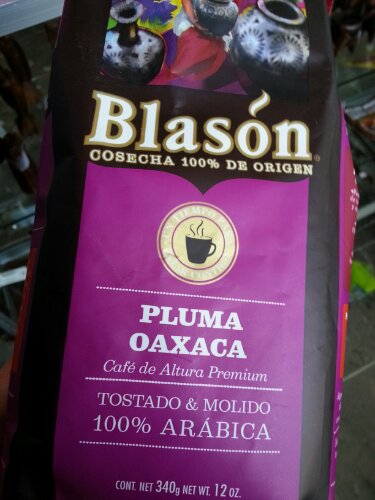 Blasón
COSECHA 100% DE ORIGEN
PLUMA
OAXACA
Café de Altura Premium
TOSTADO & MOLIDO
100% ARÁBICA
CONT. NET 340g NET WT. 12 OZ.